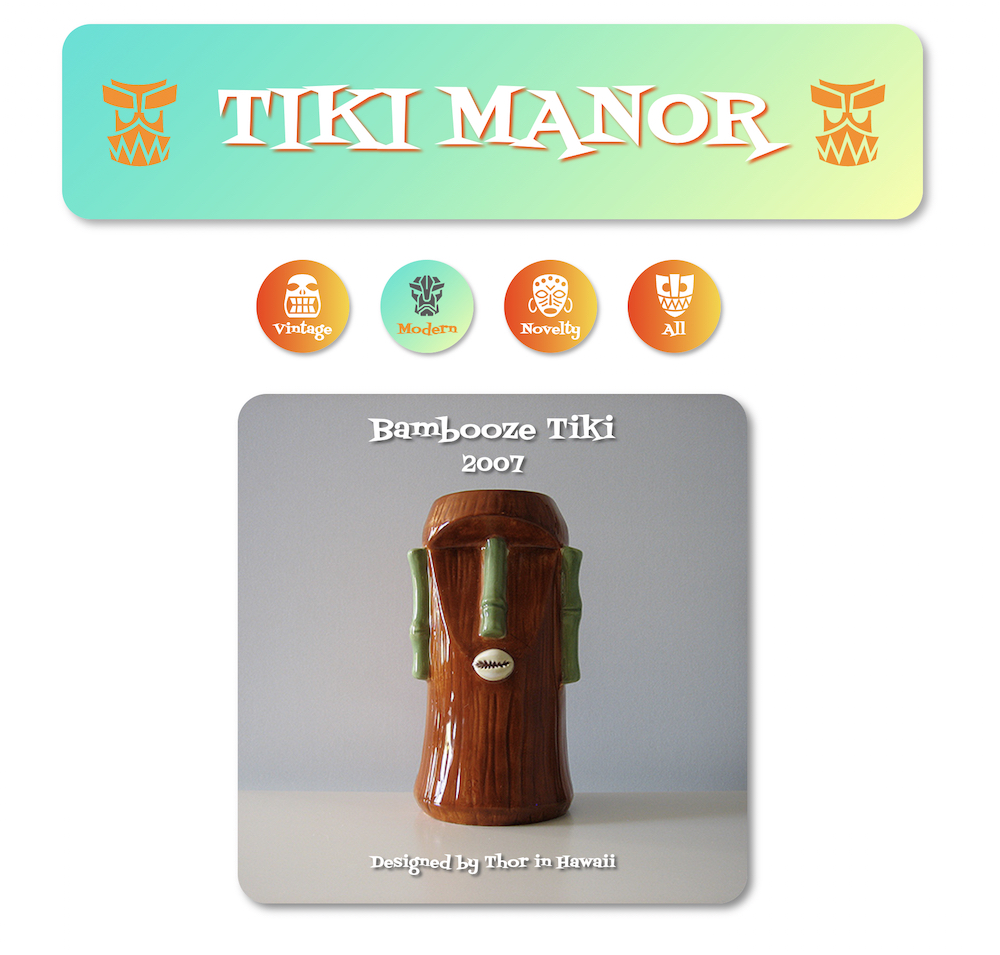 TIKI MANOR
Vintage
Modern
Novelty
All
Bambooze Tiki
2007
Designed by Thor in Hawaii